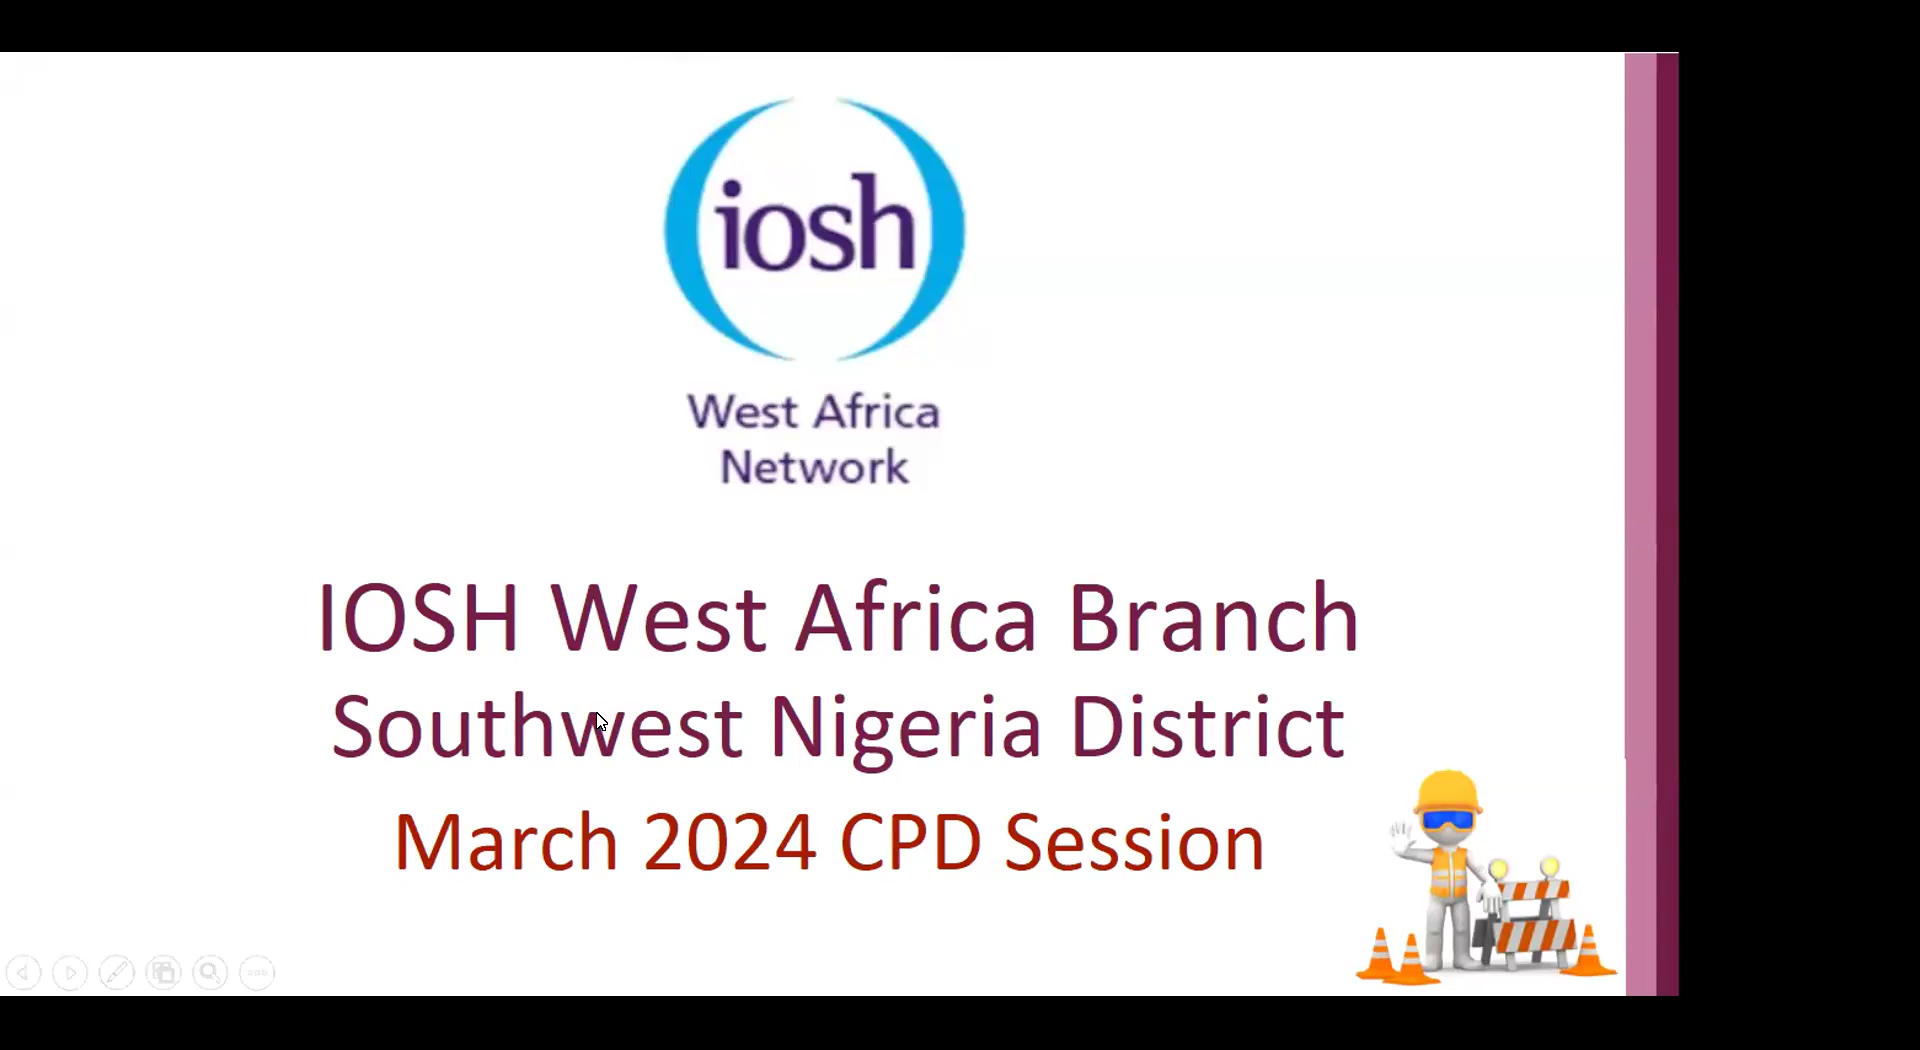 iosh
West Africa
Network
IOSH West Africa Branch
Southwest Nigeria District
March 2024 CPD Session